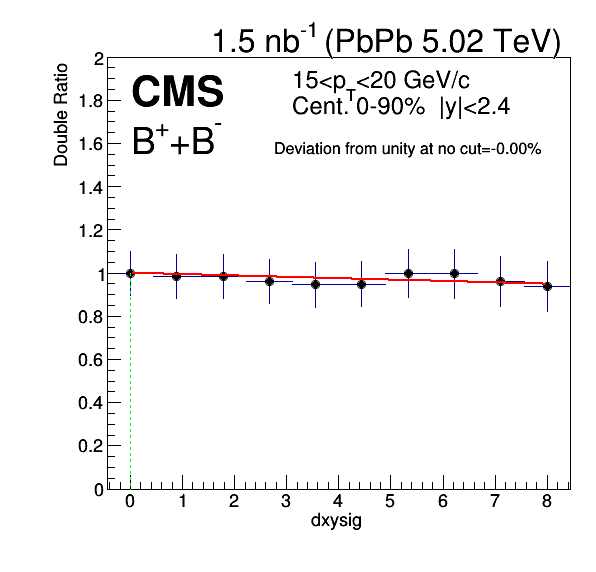 1.5 nb⁻¹ (PbPb 5.02 TeV)
CMS
15<p_T<20 GeV/c
Cent. 0-90% |y|<2.4
B⁺+B⁻
Deviation from unity at no cut=-0.00%
Double Ratio
2
1.8
1.6
1.4
1.2
1
0.8
0.6
0.4
0.2
0
0 1 2 3 4 5 6 7 8
dxysig